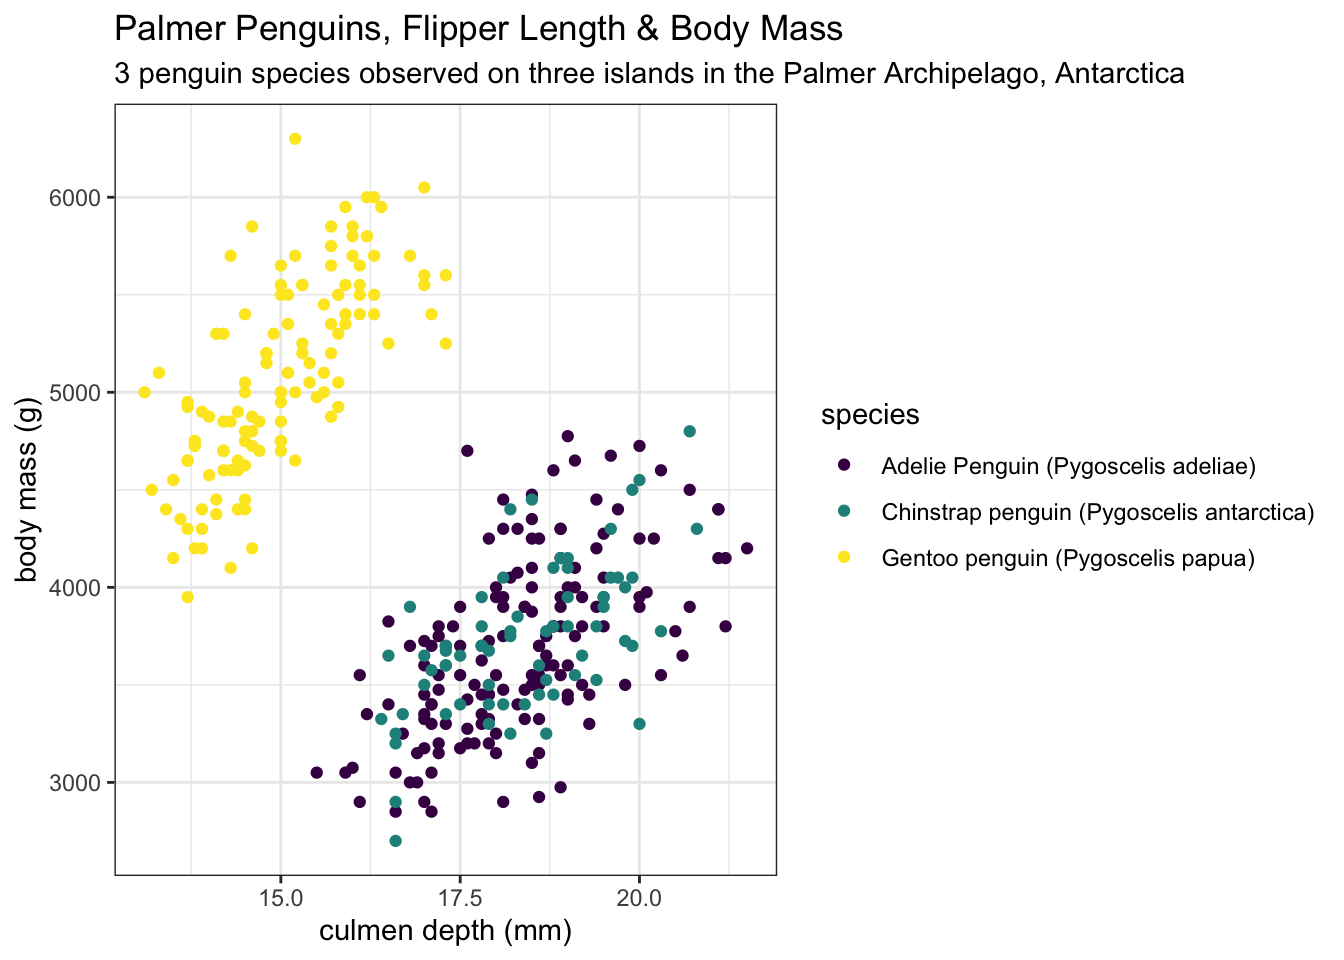 Palmer Penguins, Flipper Length & Body Mass
3 penguin species observed on three islands in the Palmer Archipelago, Antarctica
body mass (g)
6000
5000
4000
3000
15.0 17.5 20.0
culmen depth (mm)
species
Adelie Penguin (Pygoscelis adeliae)
Chinstrap penguin (Pygoscelis antarctica)
Gentoo penguin (Pygoscelis papua)